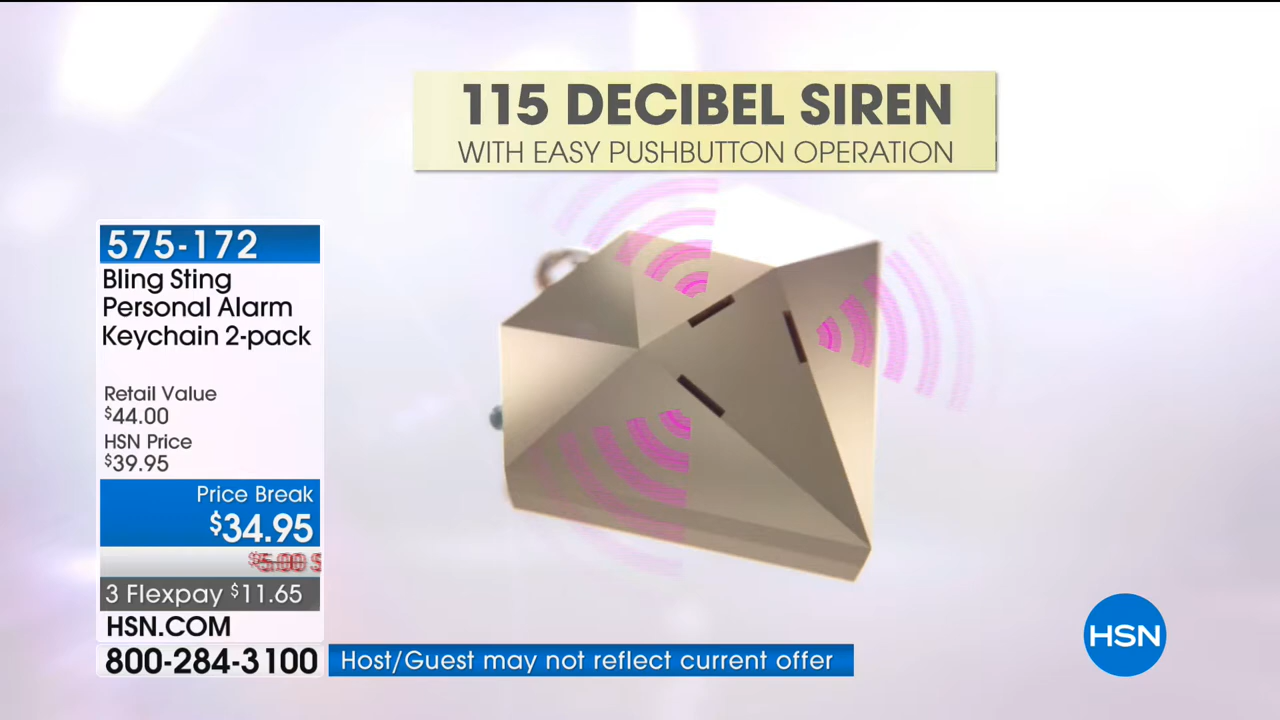 115 DECIBEL SIREN
WITH EASY PUSHBUTTON OPERATION
575-172
Bling Sting
Personal Alarm
Keychain 2-pack
Retail Value
$44.00
HSN Price
$39.95
Price Break
$34.95
$5.00 S
3 Flexpay $11.65
HSN.COM
800-284-3100
Host/Guest may not reflect current offer
HSN